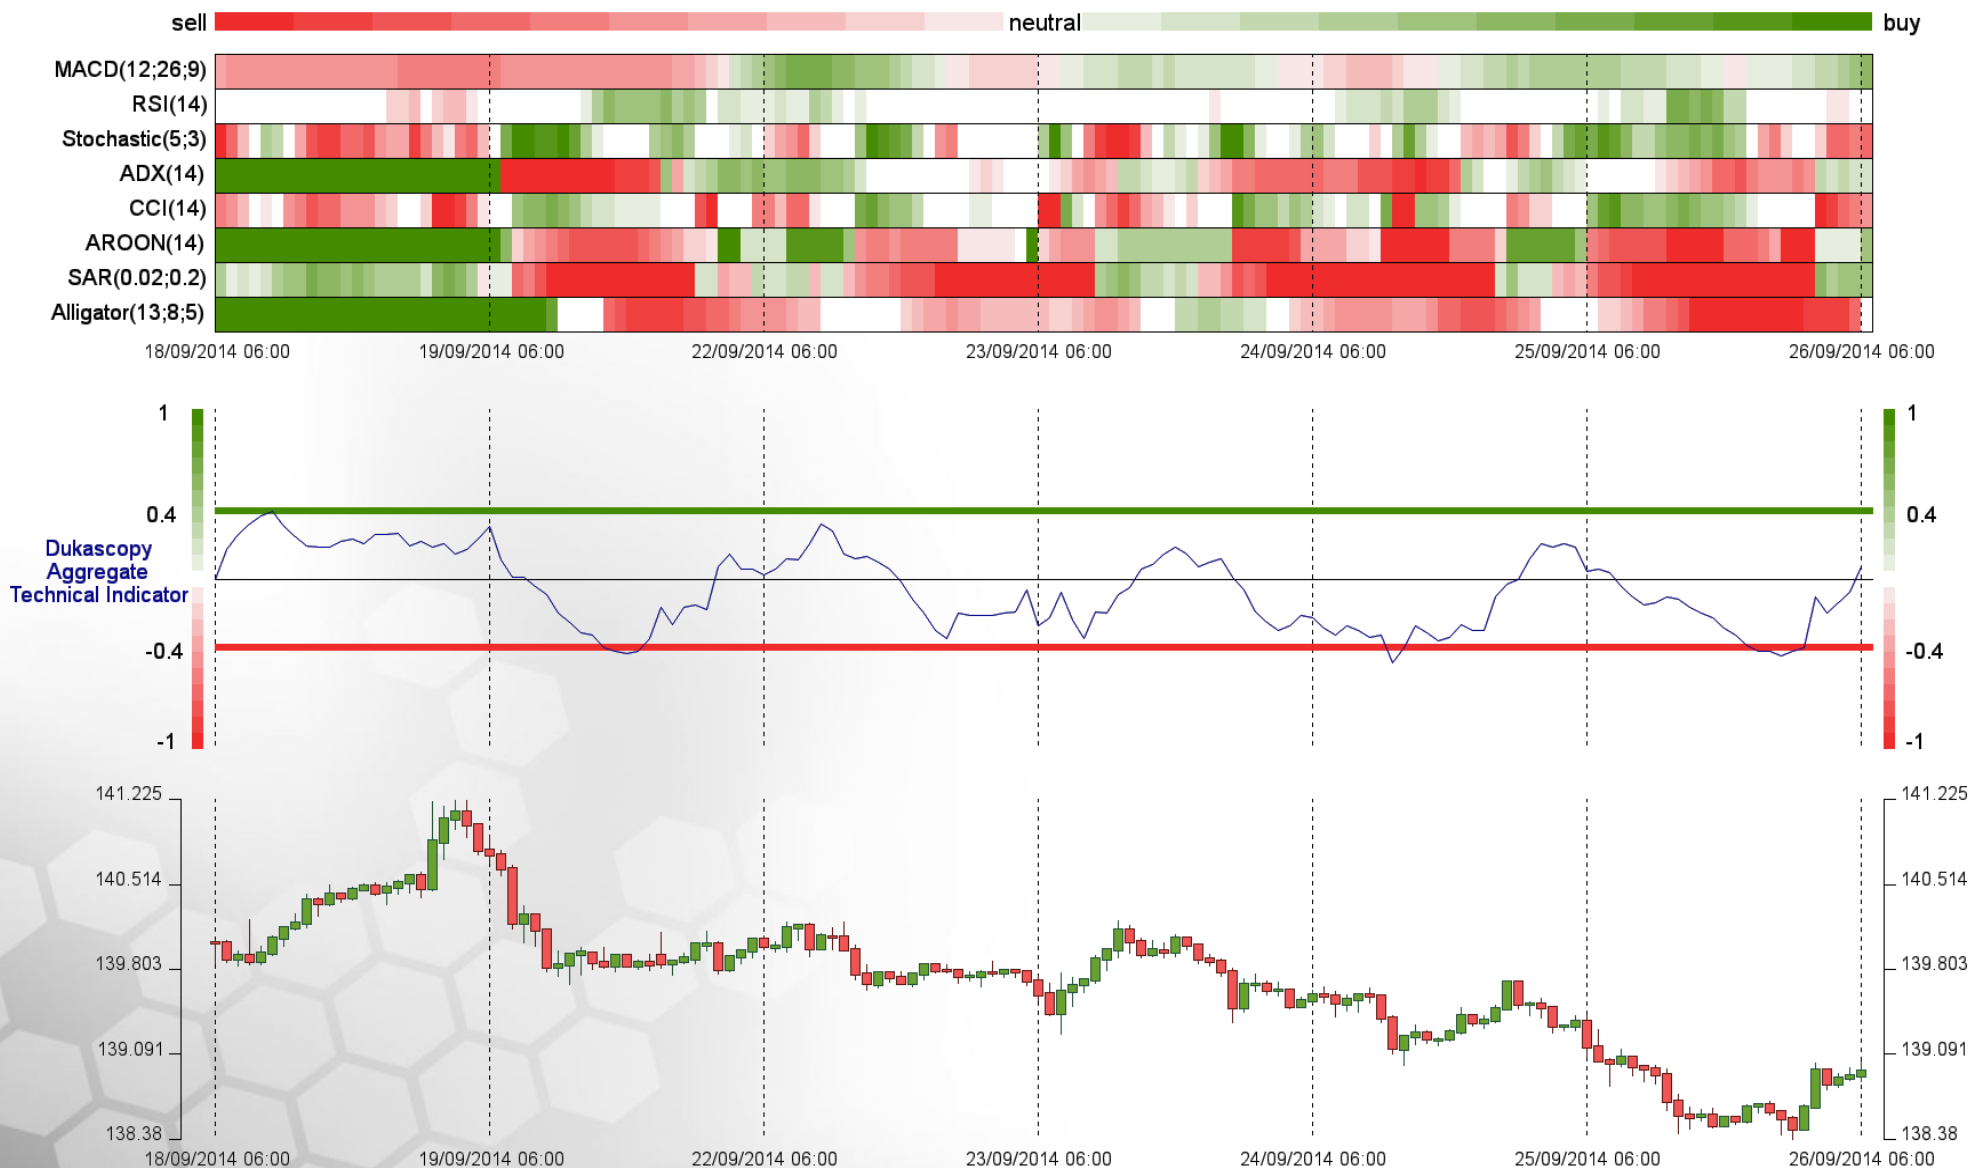 sell neutral buy
MACD(12;26;9)
RSI(14)
Stochastic(5;3)
ADX(14)
CCI(14)
AROON(14)
SAR(0.02;0.2)
Alligator(13;8;5)
18/09/2014 06:00 19/09/2014 06:00 22/09/2014 06:00 23/09/2014 06:00 24/09/2014 06:00 25/09/2014 06:00 26/09/2014 06:00
1 1
0.4 0.4
Dukascopy
Aggregate
Technical Indicator
-0.4 -0.4
-1 -1
141.225 141.225
140.514 140.514
139.803 139.803
139.091 139.091
138.38 138.38
18/09/2014 06:00 19/09/2014 06:00 22/09/2014 06:00 23/09/2014 06:00 24/09/2014 06:00 25/09/2014 06:00 26/09/2014 06:00